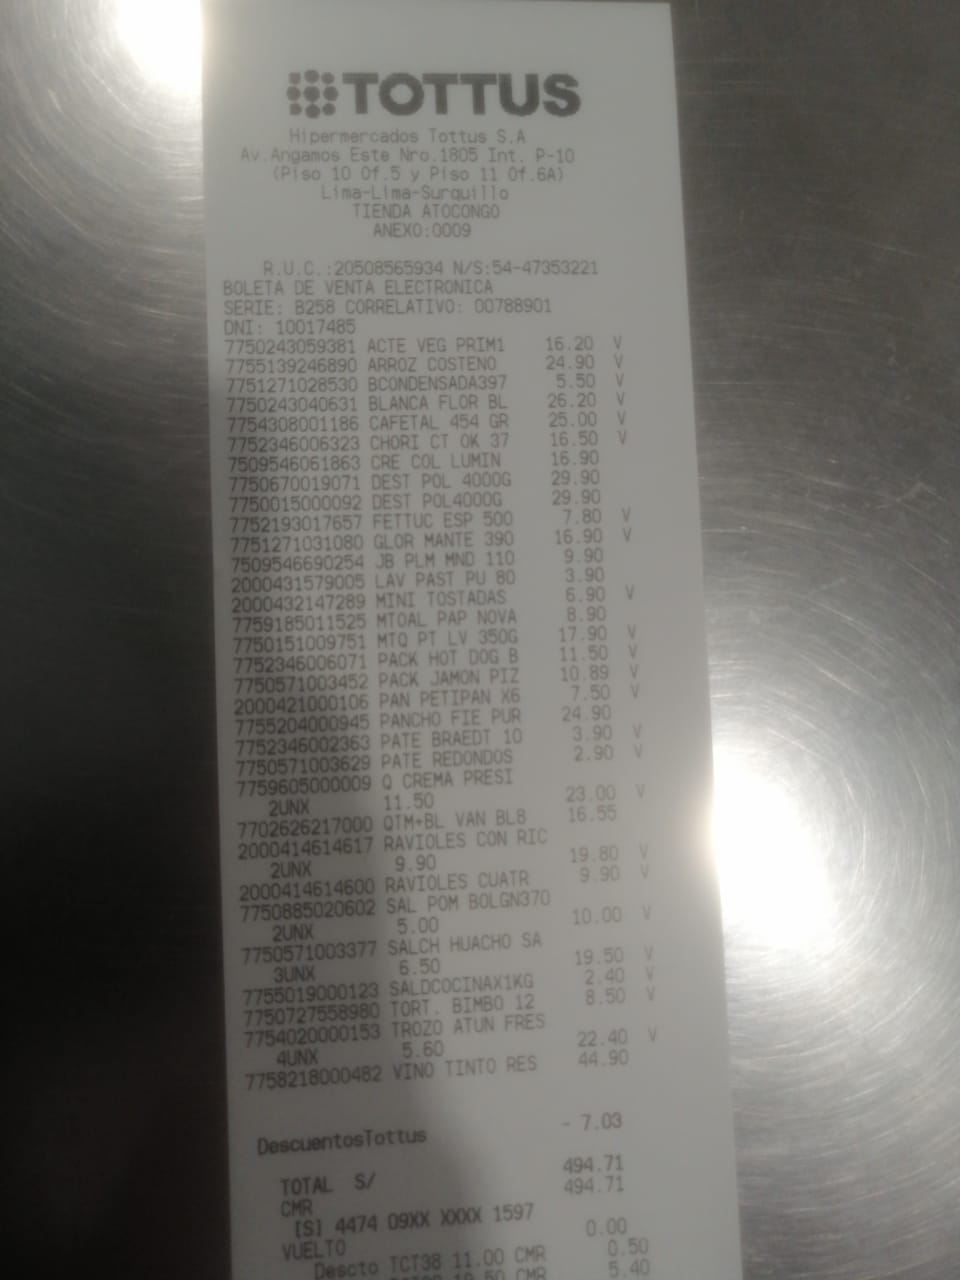 TOTTUS
Hipermercados Tottus S.A
Av.Angamos Este Nro.1805 Int. P-10
(Piso 10 Of.5 y Piso 11 Of.6A)
Lima-Lima-Surquillo
TIENDA ATOCONGO
ANEXO:0009
R.U.C.:20508565934 N/S:54-47353221
BOLETA DE VENTA ELECTRONICA
SERIE: B258 CORRELATIVO: 00788901
DNI: 10017485
7750243059381 ACTE VEG PRIM1 16.20 V
7755139246890 ARROZ COSTENO 24.90 V
7751271028530 BCONDENSADA397 5.50 V
7750243040631 BLANCA FLOR BL 26.20 V
7754308001186 CAFETAL 454 GR 25.00 V
7752346006323 CHORI CT OK 37 16.50 V
7509546061863 CRE COL LUMIN 16.90
7750670019071 DEST POL 4000G 29.90
7750015000092 DEST POL4000G 29.90
7752193017657 FETTUC ESP 500 7.80 V
7751271031080 GLOR MANTE 390 16.90 V
7509546690254 JB PLM MND 110 9.90
2000431579005 LAV PAST PU 80 3.90
2000432147289 MINI TOSTADAS 6.90 V
7759185011525 MTOAL PAP NOVA 8.90
7750151009751 MTQ PT LV 350G 17.90 V
7752346006071 PACK HOT DOG B 11.50 V
7750571003452 PACK JAMON PIZ 10.89 V
2000421000106 PAN PETIPAN X6 7.50 V
7755204000945 PANCHO FIE PUR 24.90
7752346002363 PATE BRAEDT 10 3.90 V
7750571003629 PATE REDONDOS 2.90 V
7759605000009 Q CREMA PRESI
2UNX 11.50 23.00 V
7702626217000 QTM+BL VAN BLB 16.55
2000414614617 RAVIOLES CON RIC
2UNX 9.90 19.80 V
2000414614600 RAVIOLES CUATR 9.90 V
7750885020602 SAL POM BOLGN370
2UNX 5.00 10.00 V
7750571003377 SALCH HUACHO SA
3UNX 6.50 19.50 V
7755019000123 SALDCOCINAX1KG 2.40 V
7750727558980 TORT. BIMBO 12 8.50 V
7754020000153 TROZO ATUN FRES
4UNX 5.60 22.40 V
7758218000482 VINO TINTO RES 44.90
DescuentosTottus - 7.03
TOTAL S/ 494.71
CMR 494.71
[S] 4474 09XX XXXX 1597
VUELTO 0.00
Descto TCT38 11.00 CMR 0.50
CMR 5.40